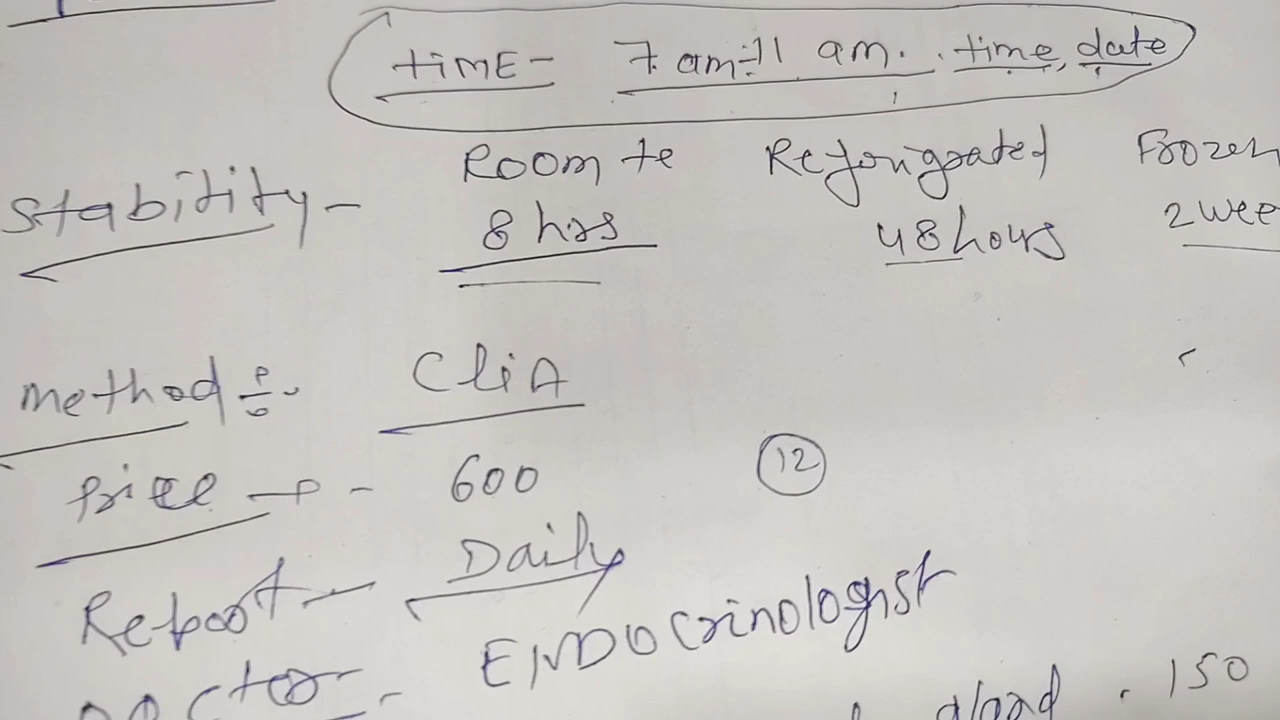 TiME - 7 am-11 am. time, date
Room te Refrigrated Frozen
Stability - 8 hrs 48 hours 2 wee
Method :- CliA
Price - 600 12
Report - Daily
ENDOcrinologist
150